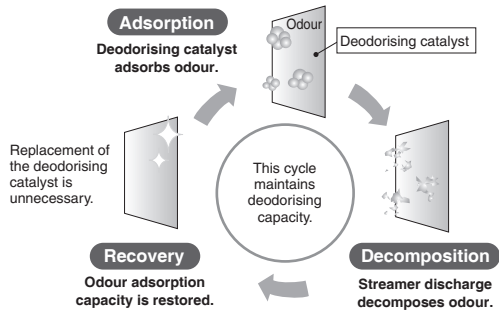 Adsorption
Deodorising catalyst
adsorbs odour.
Odour
Deodorising catalyst
Replacement of
the deodorising
catalyst is
unnecessary.
This cycle
maintains
deodorising
capacity.
Recovery
Odour adsorption
capacity is restored.
Decomposition
Streamer discharge
decomposes odour.